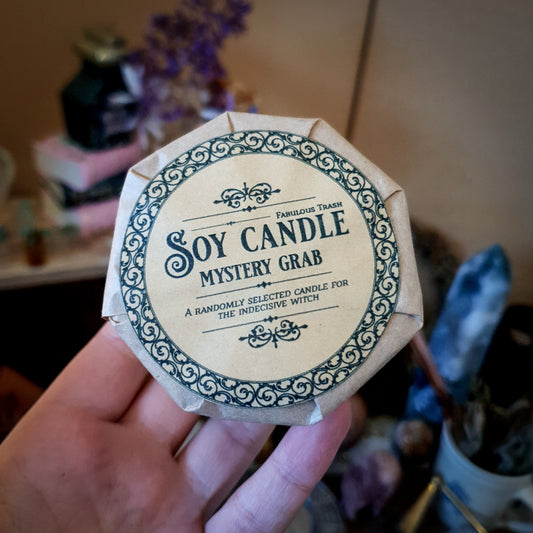 Fabulous Trash
Soy Candle
Mystery Grab
A randomly selected candle for
the indecisive witch